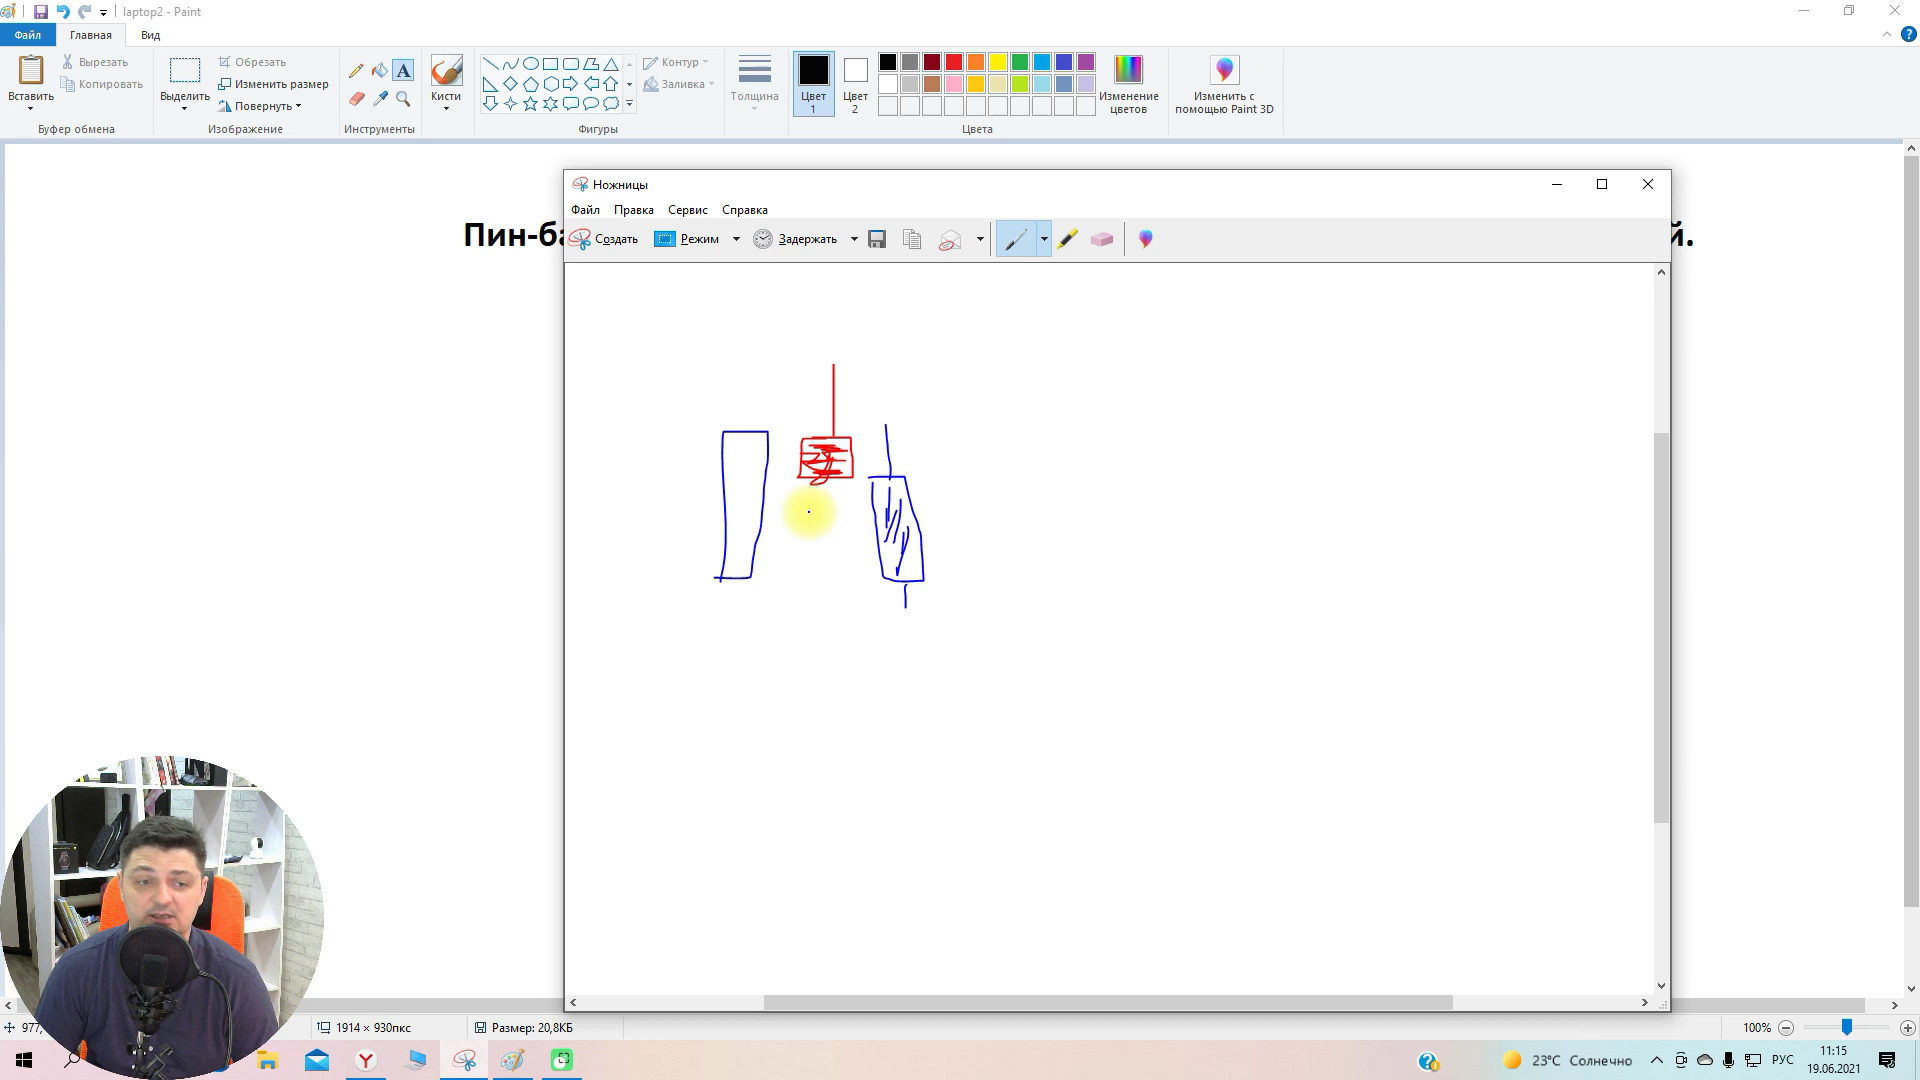 laptop2 - Paint
Файл
Главная
Вид
Вставить
Вырезать
Копировать
Буфер обмена
Выделить
Обрезать
Изменить размер
Повернуть
Изображение
A
Инструменты
Кисти
Фигуры
Контур
Заливка
Толщина
Цвет
1
Цвет
2
Изменение
цветов
Цвета
Изменить с
помощью Paint 3D
Пин-ба
й.
Ножницы
Файл Правка Сервис Справка
Создать Режим Задержать
977,
1914 × 930пкс
Размер: 20,8КБ
100%
23°C Солнечно
РУС
11:15
19.06.2021